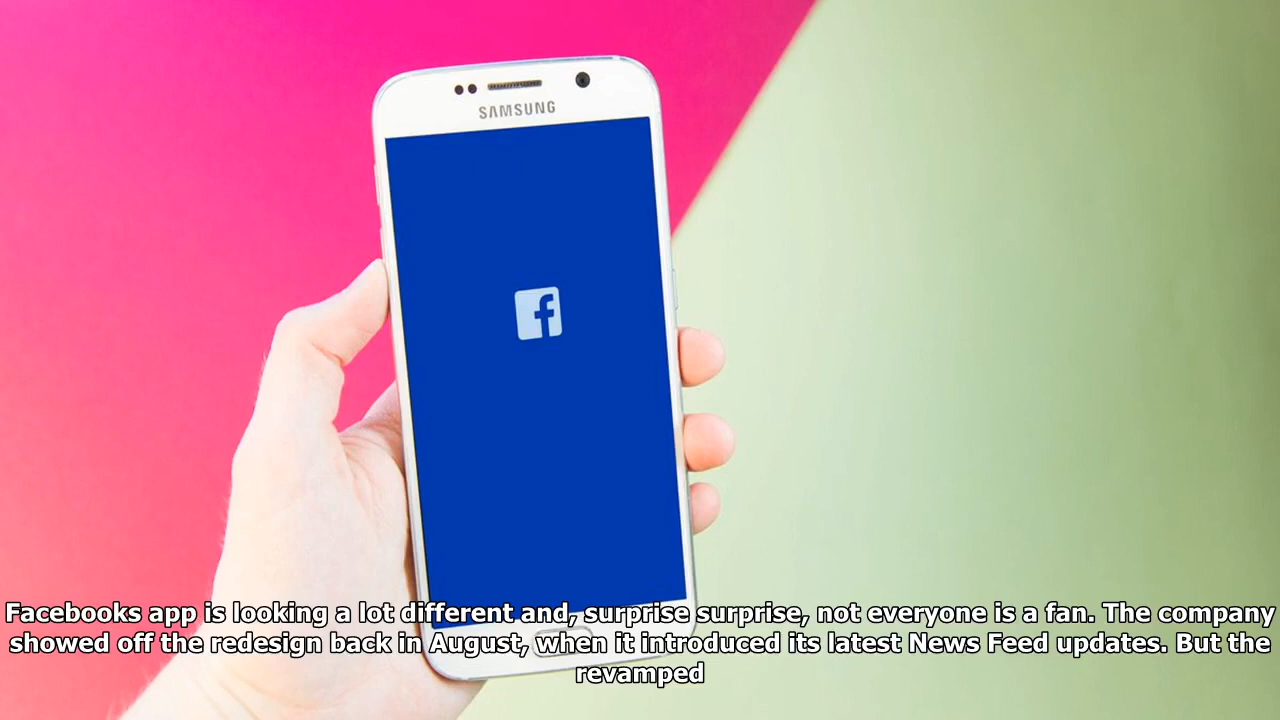 SAMSUNG
f
Facebooks app is looking a lot different and, surprise surprise, not everyone is a fan. The company
showed off the redesign back in August, when it introduced its latest News Feed updates. But the
revamped